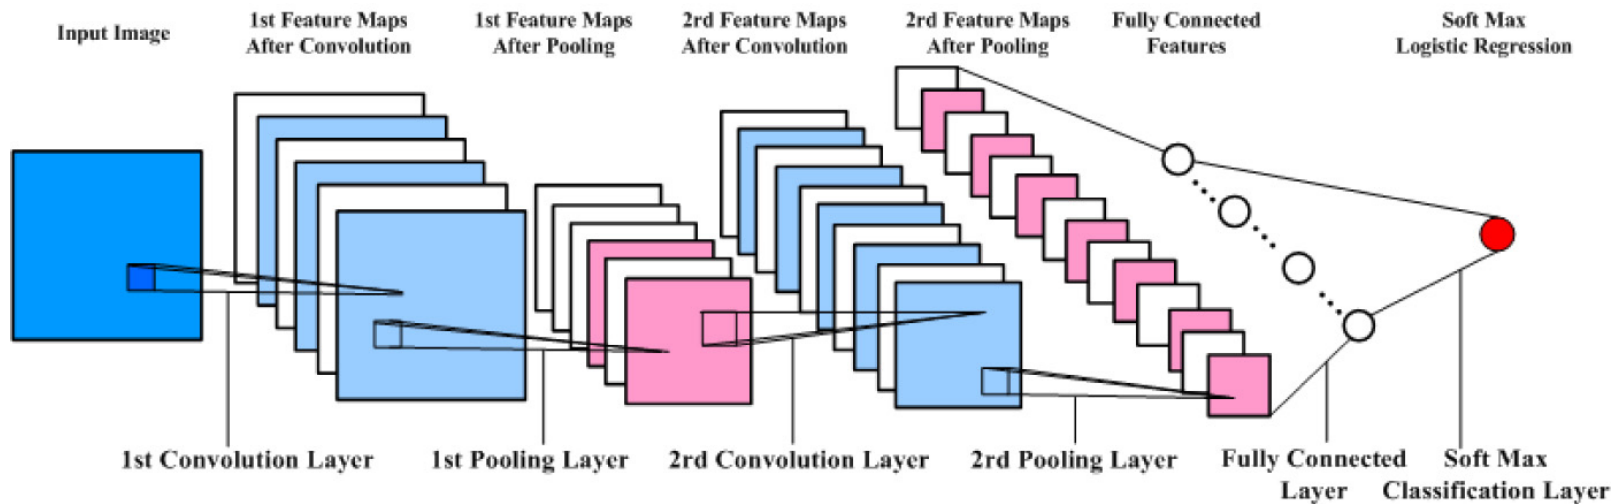 Input Image
1st Feature Maps
After Convolution
1st Feature Maps
After Pooling
2rd Feature Maps
After Convolution
2rd Feature Maps
After Pooling
Fully Connected
Features
Soft Max
Logistic Regression
1st Convolution Layer
1st Pooling Layer
2rd Convolution Layer
2rd Pooling Layer
Fully Connected
Layer
Soft Max
Classification Layer